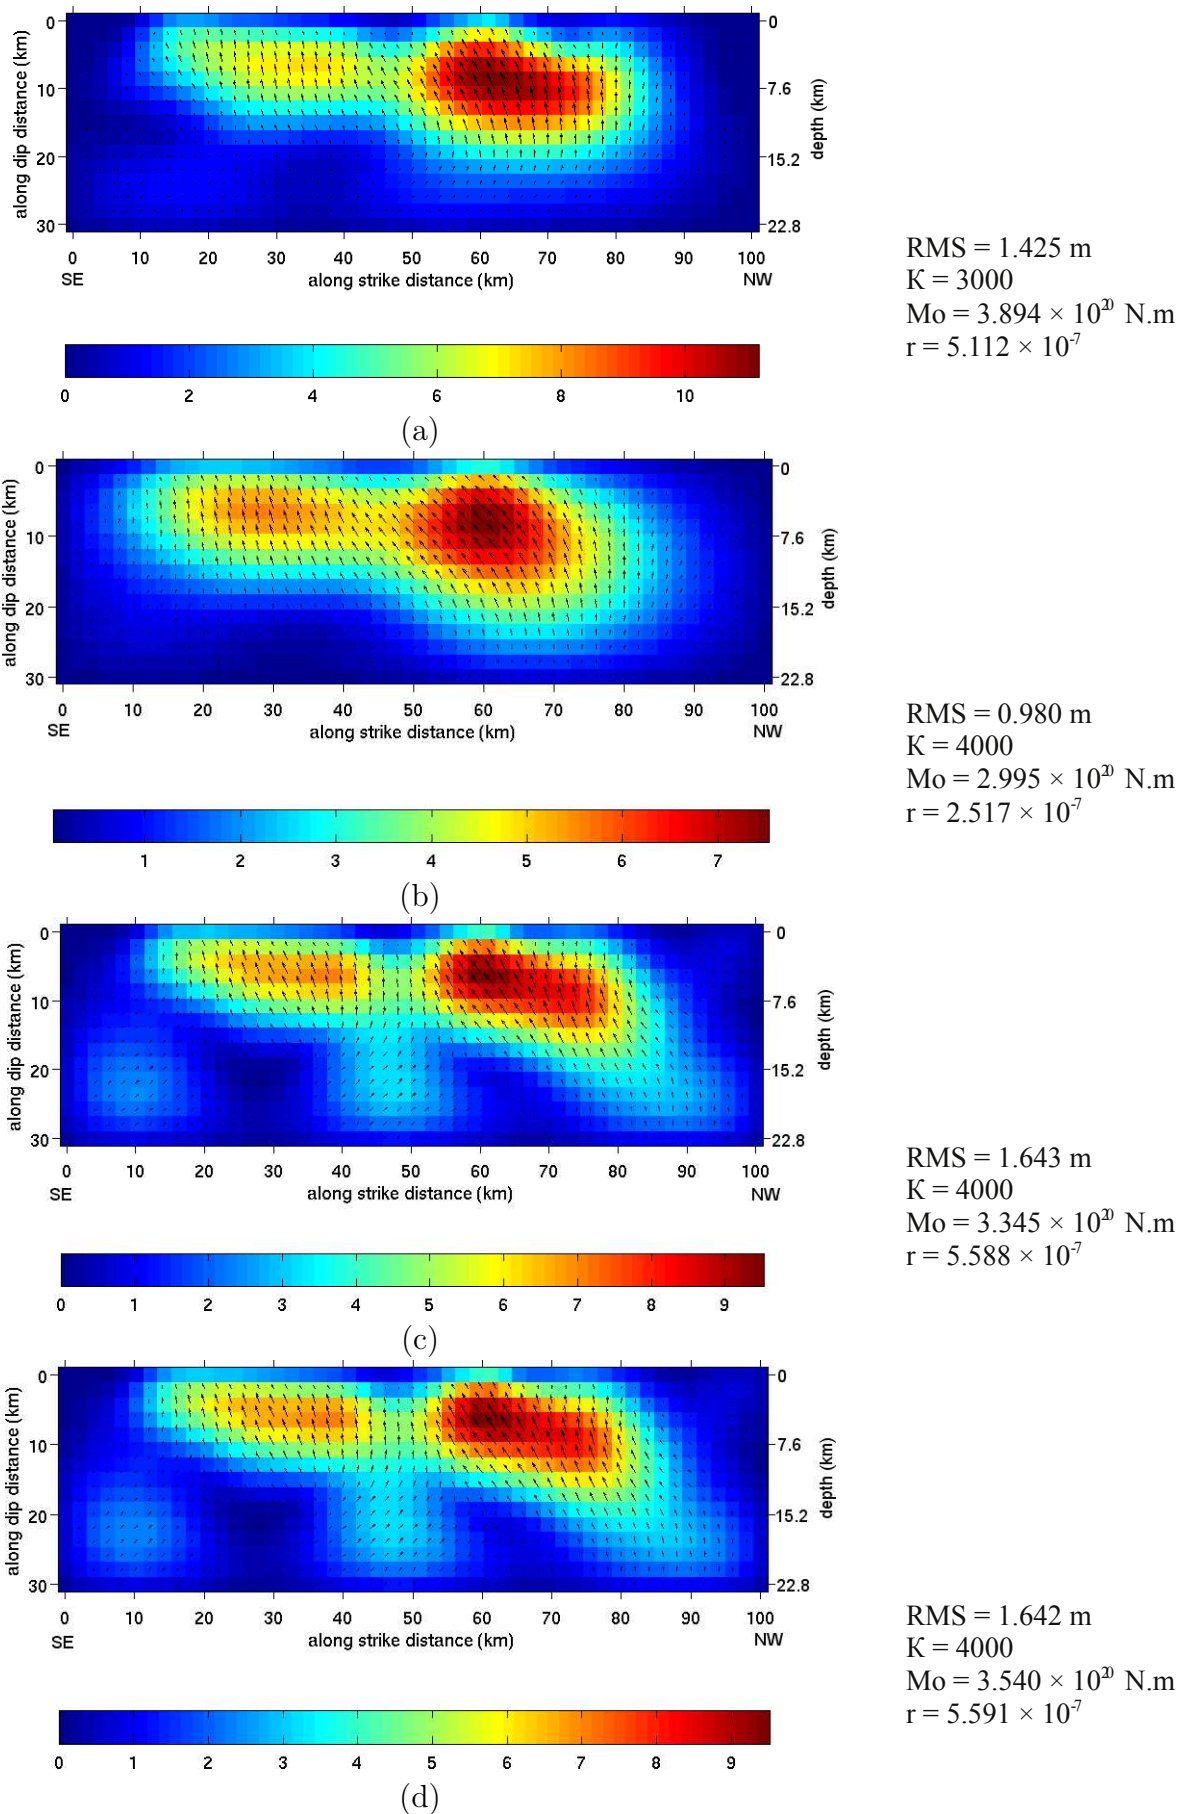 0 0
10 7.6
20 15.2
30 22.8
along dip distance (km)
depth (km)
0 10 20 30 40 50 60 70 80 90 100
SE along strike distance (km) NW
RMS = 1.425 m
K = 3000
Mo = 3.894 × 10²⁰ N.m
r = 5.112 × 10⁻⁷
0 2 4 6 8 10
(a)
0 0
10 7.6
20 15.2
30 22.8
along dip distance (km)
depth (km)
0 10 20 30 40 50 60 70 80 90 100
SE along strike distance (km) NW
RMS = 0.980 m
K = 4000
Mo = 2.995 × 10²⁰ N.m
r = 2.517 × 10⁻⁷
1 2 3 4 5 6 7
(b)
0 0
10 7.6
20 15.2
30 22.8
along dip distance (km)
depth (km)
0 10 20 30 40 50 60 70 80 90 100
SE along strike distance (km) NW
RMS = 1.643 m
K = 4000
Mo = 3.345 × 10²⁰ N.m
r = 5.588 × 10⁻⁷
0 1 2 3 4 5 6 7 8 9
(c)
0 0
10 7.6
20 15.2
30 22.8
along dip distance (km)
depth (km)
0 10 20 30 40 50 60 70 80 90 100
SE along strike distance (km) NW
RMS = 1.642 m
K = 4000
Mo = 3.540 × 10²⁰ N.m
r = 5.591 × 10⁻⁷
0 1 2 3 4 5 6 7 8 9
(d)